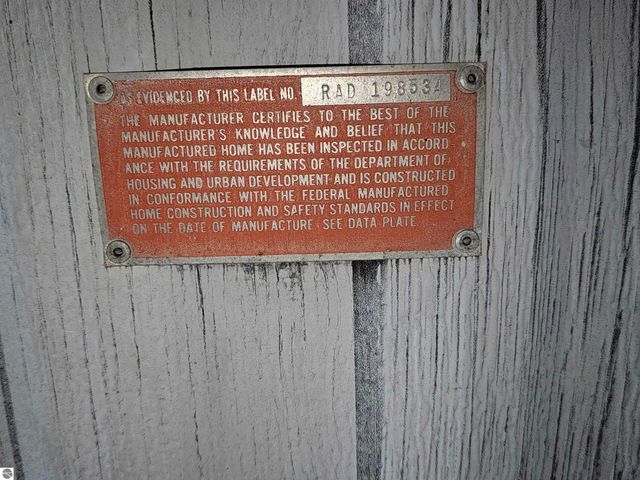 AS EVIDENCED BY THIS LABEL NO. RAD 198534
THE MANUFACTURER CERTIFIES TO THE BEST OF THE
MANUFACTURER'S KNOWLEDGE AND BELIEF THAT THIS
MANUFACTURED HOME HAS BEEN INSPECTED IN ACCORD
ANCE WITH THE REQUIREMENTS OF THE DEPARTMENT OF
HOUSING AND URBAN DEVELOPMENT AND IS CONSTRUCTED
IN CONFORMANCE WITH THE FEDERAL MANUFACTURED
HOME CONSTRUCTION AND SAFETY STANDARDS IN EFFECT
ON THE DATE OF MANUFACTURE. SEE DATA PLATE